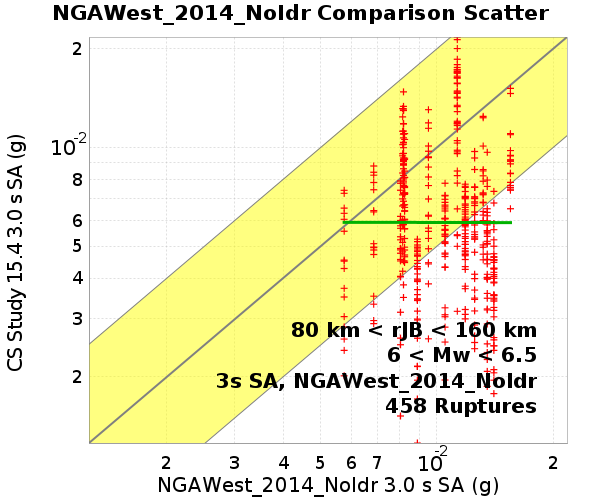 NGAWest_2014_NoIdr Comparison Scatter
CS Study 15.4 3.0 s SA (g)
2
10-2
8
6
5
4
3
2
80 km < rJB < 160 km
6 < Mw < 6.5
3s SA, NGAWest_2014_NoIdr
458 Ruptures
2 3 4 5 6 7 10-2 2
NGAWest_2014_NoIdr 3.0 s SA (g)